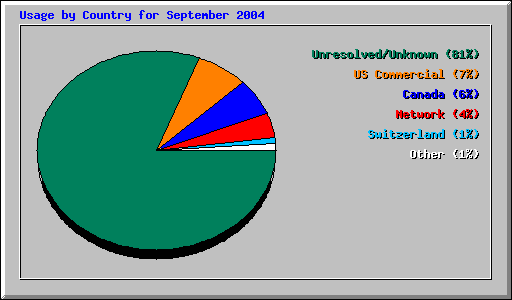 Usage by Country for September 2004
Unresolved/Unknown (81%)
US Commercial (7%)
Canada (6%)
Network (4%)
Switzerland (1%)
Other (1%)